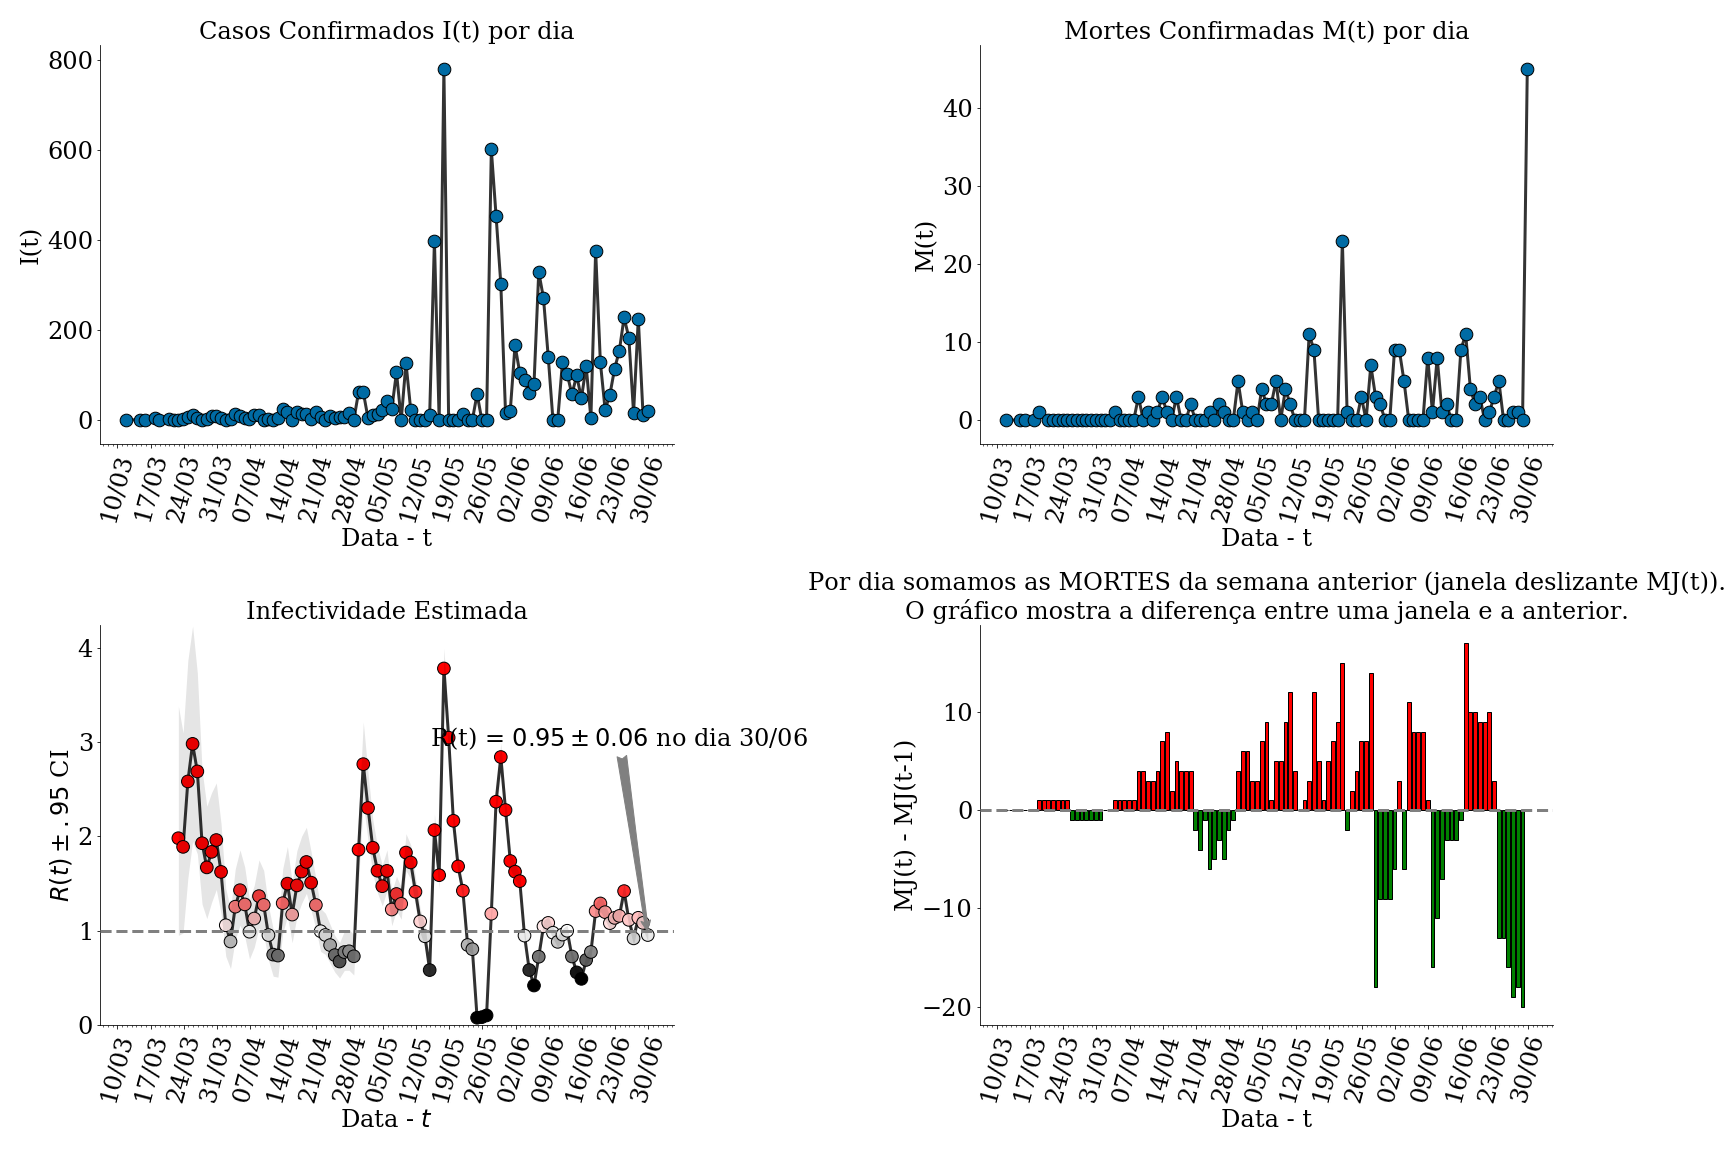 Casos Confirmados I(t) por dia
I(t)
800
600
400
200
0
10/03 17/03 24/03 31/03 07/04 14/04 21/04 28/04 05/05 12/05 19/05 26/05 02/06 09/06 16/06 23/06 30/06
Data - t
Mortes Confirmadas M(t) por dia
M(t)
40
30
20
10
0
10/03 17/03 24/03 31/03 07/04 14/04 21/04 28/04 05/05 12/05 19/05 26/05 02/06 09/06 16/06 23/06 30/06
Data - t
Infectividade Estimada
R(t) ± .95 CI
4
3
2
1
0
R(t) = 0.95 ± 0.06 no dia 30/06
10/03 17/03 24/03 31/03 07/04 14/04 21/04 28/04 05/05 12/05 19/05 26/05 02/06 09/06 16/06 23/06 30/06
Data - t
Por dia somamos as MORTES da semana anterior (janela deslizante MJ(t)).
O gráfico mostra a diferença entre uma janela e a anterior.
MJ(t) - MJ(t-1)
10
0
−10
−20
10/03 17/03 24/03 31/03 07/04 14/04 21/04 28/04 05/05 12/05 19/05 26/05 02/06 09/06 16/06 23/06 30/06
Data - t